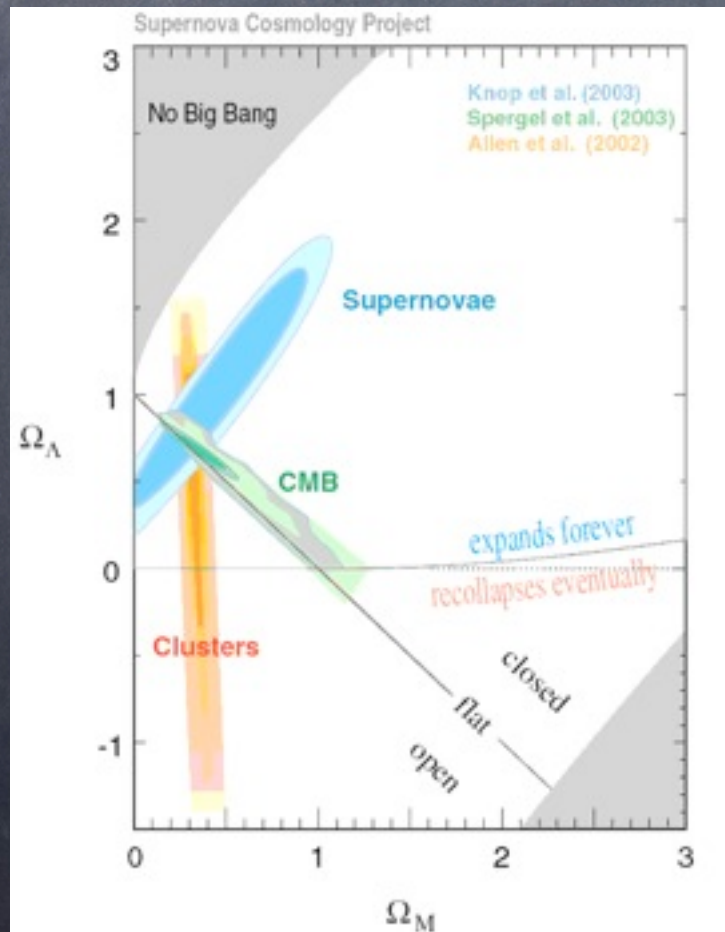 Supernova Cosmology Project
3
No Big Bang
Knop et al. (2003)
Spergel et al. (2003)
Allen et al. (2002)
2
Supernovae
1
Ω_Λ
CMB
expands forever
0
recollapses eventually
Clusters
closed
flat
-1
open
0 1 2 3
Ω_M